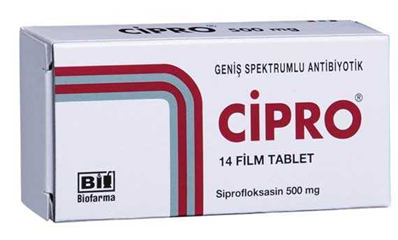 CİPRO 500 mg
GENİŞ SPEKTRUMLU ANTİBİYOTİK
CİPRO®
14 FİLM TABLET
Siprofloksasin 500 mg
Bif
Biofarma